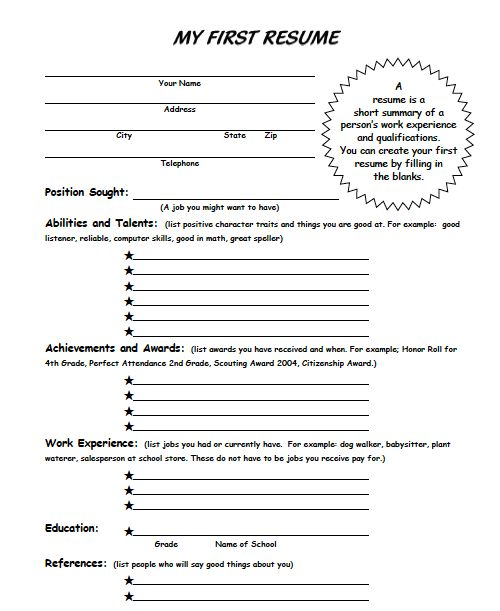 MY FIRST RESUME
Your Name
Address
City State Zip
Telephone
A
resume is a
short summary of a
person's work experience
and qualifications.
You can create your first
resume by filling in
the blanks.
Position Sought:
(A job you might want to have)
Abilities and Talents: (list positive character traits and things you are good at. For example: good
listener, reliable, computer skills, good in math, great speller)
Achievements and Awards: (list awards you have received and when. For example; Honor Roll for
4th Grade, Perfect Attendance 2nd Grade, Scouting Award 2004, Citizenship Award.)
Work Experience: (list jobs you had or currently have. For example: dog walker, babysitter, plant
waterer, salesperson at school store. These do not have to be jobs you receive pay for.)
Education:
Grade Name of School
References: (list people who will say good things about you)